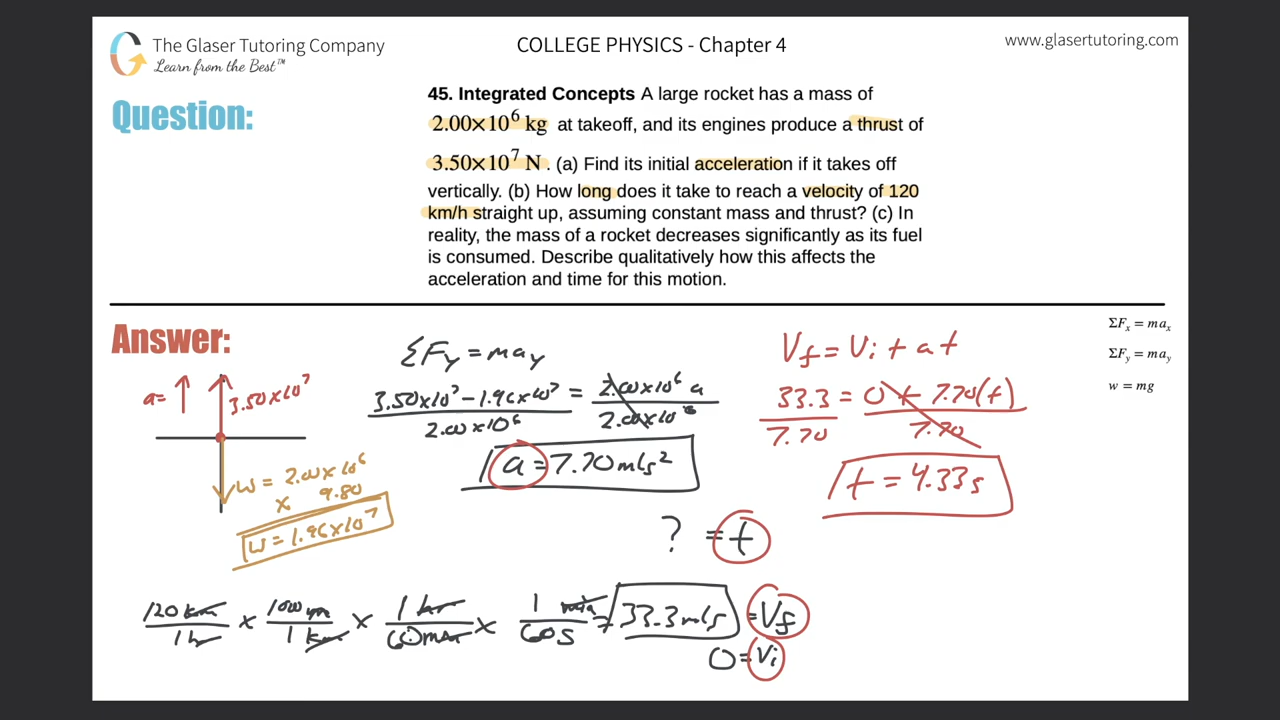 The Glaser Tutoring Company
Learn from the Best™
COLLEGE PHYSICS - Chapter 4
www.glasertutoring.com
Question:
45. Integrated Concepts A large rocket has a mass of
2.00×10⁶ kg at takeoff, and its engines produce a thrust of
3.50×10⁷ N. (a) Find its initial acceleration if it takes off
vertically. (b) How long does it take to reach a velocity of 120
km/h straight up, assuming constant mass and thrust? (c) In
reality, the mass of a rocket decreases significantly as its fuel
is consumed. Describe qualitatively how this affects the
acceleration and time for this motion.
Answer:
ΣFₓ = maₓ
ΣFᵧ = maᵧ
w = mg
a = ↑
3.50×10⁷
W = 2.00×10⁶
× 9.80
W = 1.96×10⁷
ΣFy = may
3.50×10⁷ - 1.96×10⁷ = 2.00×10⁶ a
2.00×10⁶ 2.00×10⁶
a = 7.70 m/s²
Vf = Vi + at
33.3 = 0 + 7.70(t)
7.70 7.70
t = 4.33s
? = t
120 km × 1000 m × 1 hr × 1 min = 33.3 m/s = Vf
1 hr 1 km 60 min 60 s
0 = Vi